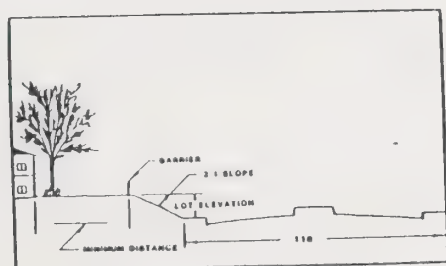 BARRIER
2:1 SLOPE
LOT ELEVATION
MINIMUM DISTANCE
110